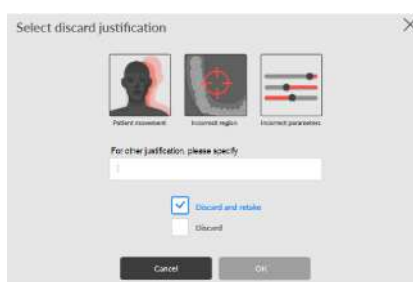 Select discard justification
Patient movement
Incorrect region
Incorrect parameters
For other justification, please specify
Discard and retake
Discard
Cancel
OK